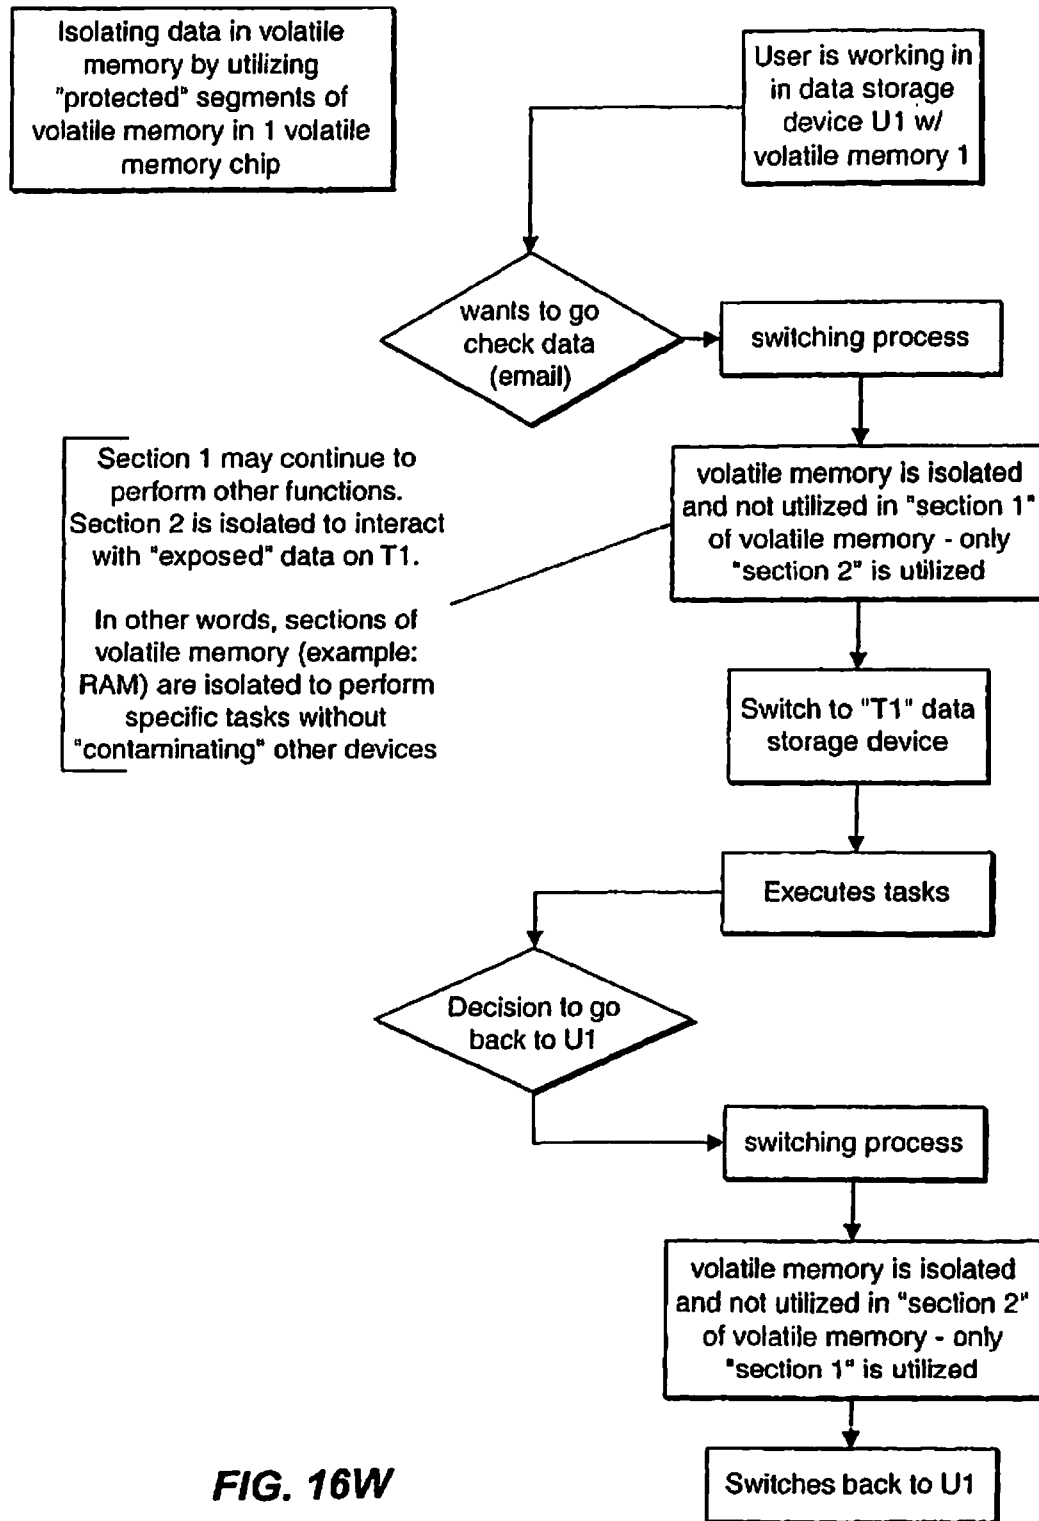 Isolating data in volatile
memory by utilizing
"protected" segments of
volatile memory in 1 volatile
memory chip
User is working in
in data storage
device U1 w/
volatile memory 1
wants to go
check data
(email)
switching process
Section 1 may continue to
perform other functions.
Section 2 is isolated to interact
with "exposed" data on T1.
In other words, sections of
volatile memory (example:
RAM) are isolated to perform
specific tasks without
"contaminating" other devices
volatile memory is isolated
and not utilized in "section 1"
of volatile memory - only
"section 2" is utilized
Switch to "T1" data
storage device
Executes tasks
Decision to go
back to U1
switching process
volatile memory is isolated
and not utilized in "section 2"
of volatile memory - only
"section 1" is utilized
Switches back to U1
FIG. 16W